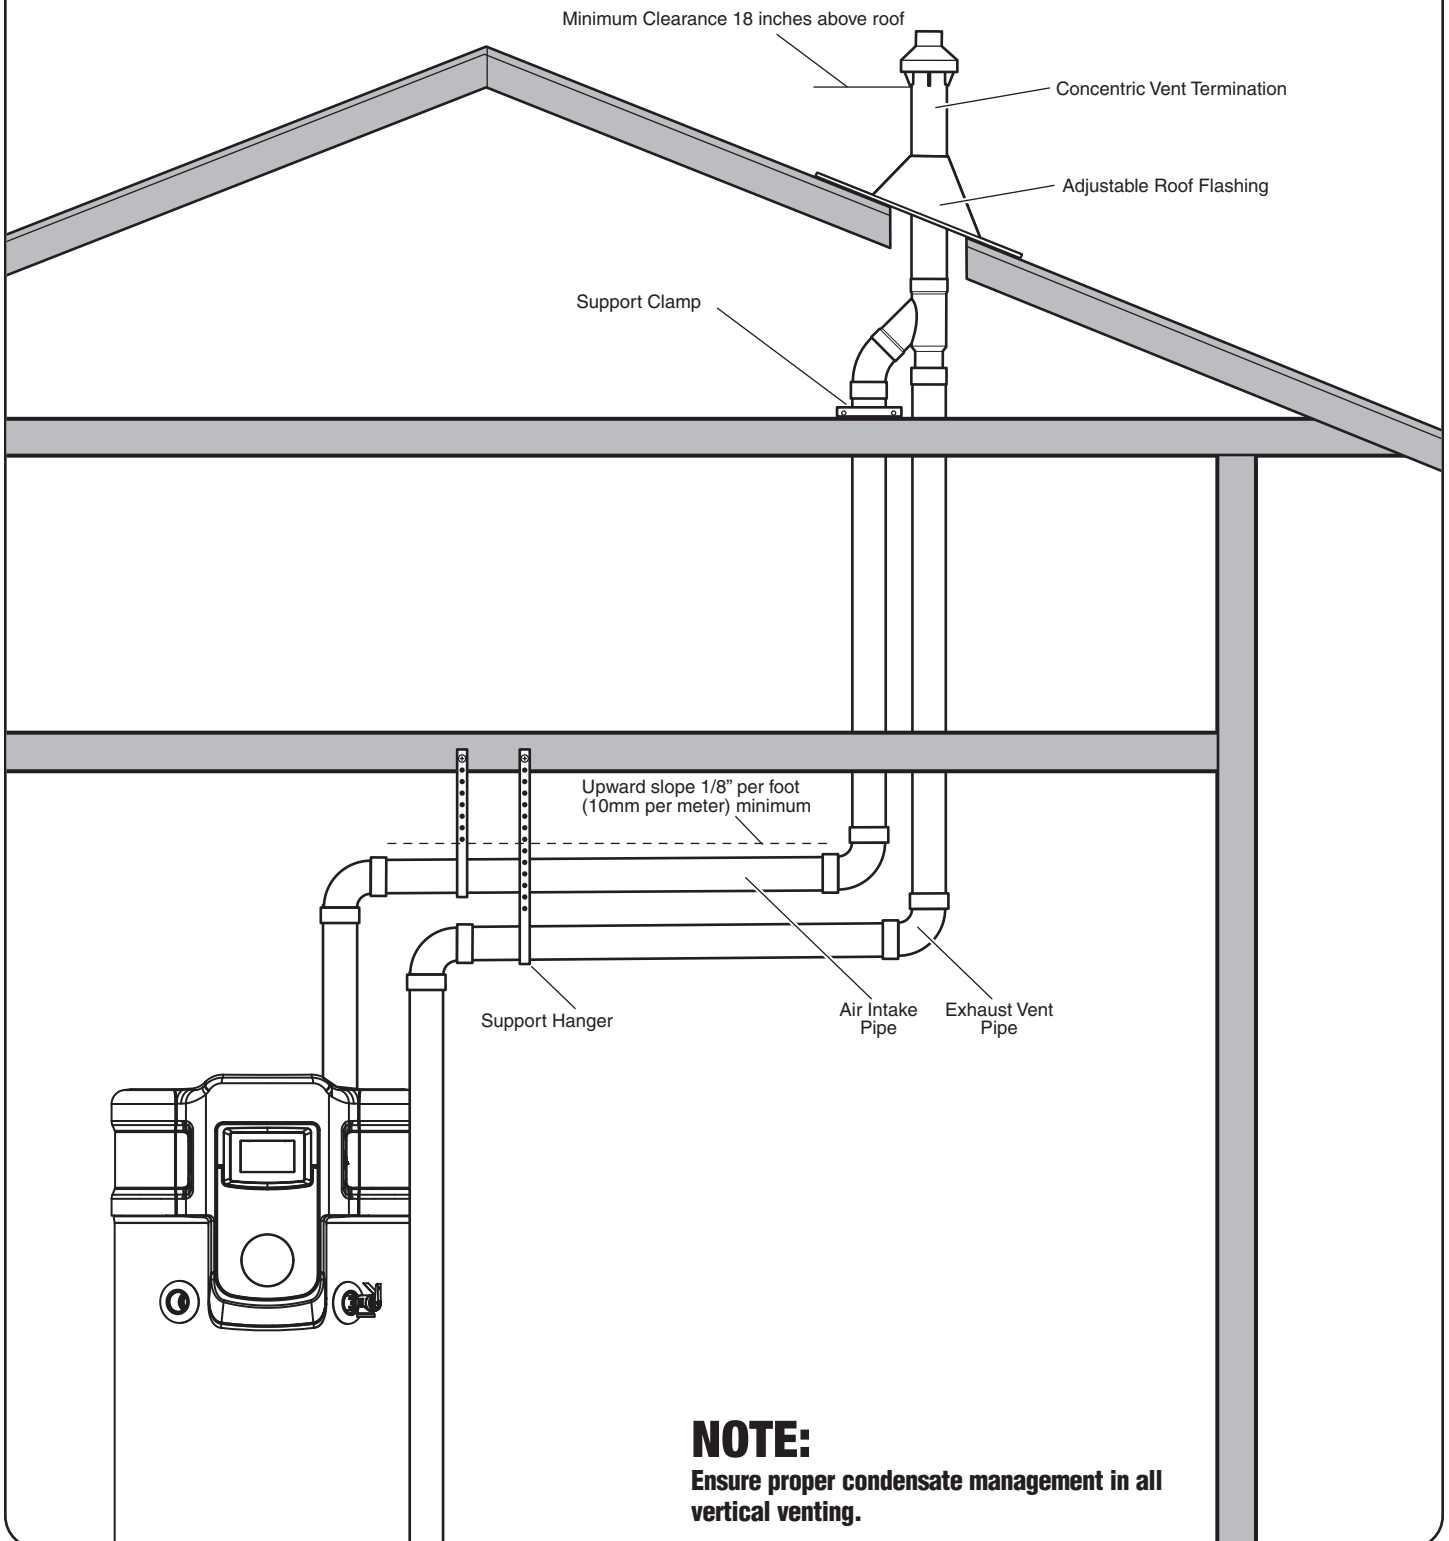 Minimum Clearance 18 inches above roof
Concentric Vent Termination
Adjustable Roof Flashing
Support Clamp
Upward slope 1/8” per foot
(10mm per meter) minimum
Support Hanger
Air Intake
Pipe
Exhaust Vent
Pipe
NOTE:
Ensure proper condensate management in all
vertical venting.